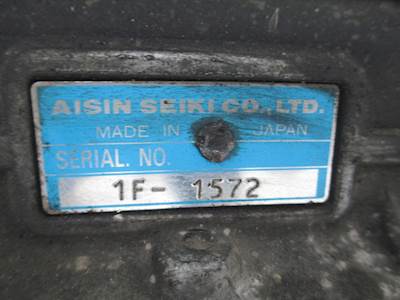 AISIN SEIKI CO., LTD.
MADE IN JAPAN
SERIAL. NO.
1F- 1572